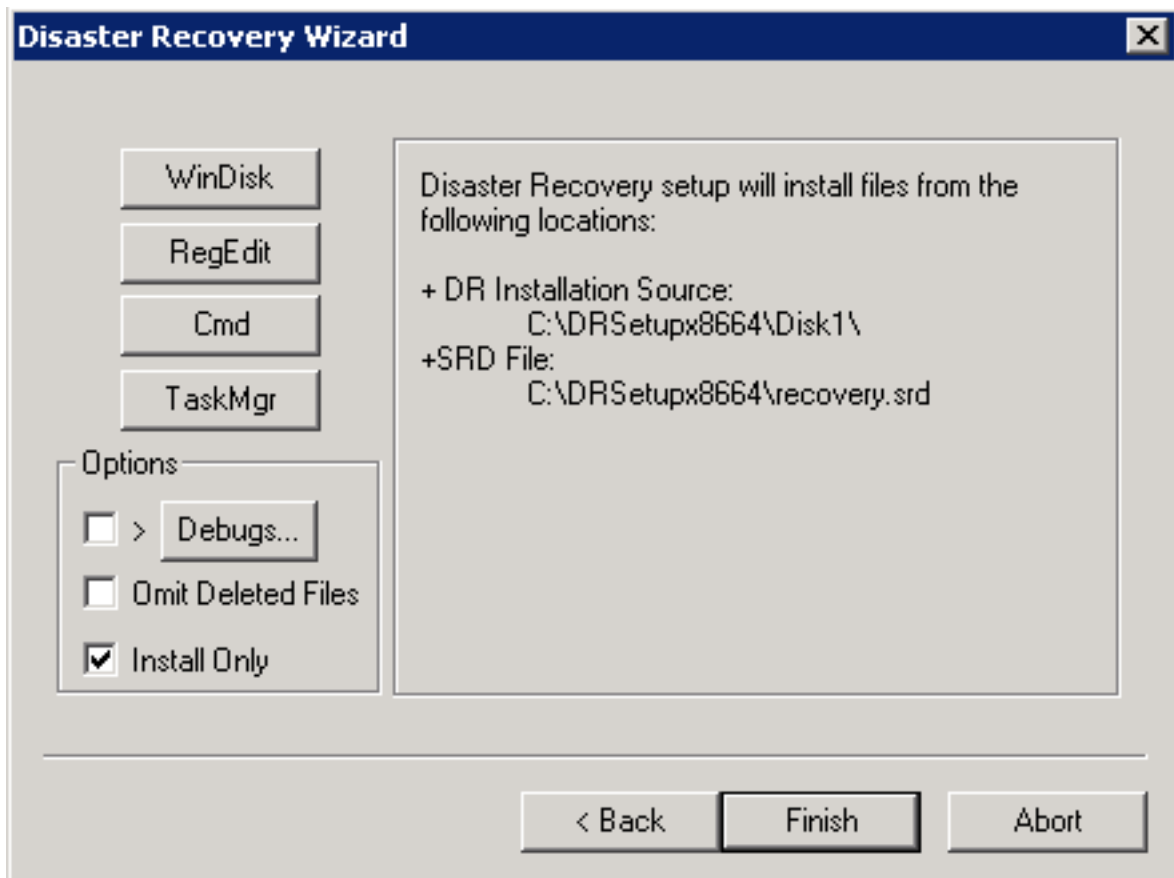 Disaster Recovery Wizard
WinDisk
RegEdit
Cmd
TaskMgr
Options
> Debugs...
Omit Deleted Files
Install Only
Disaster Recovery setup will install files from the
following locations:
+ DR Installation Source:
C:\DRSetupx8664\Disk1\
+SRD File:
C:\DRSetupx8664\recovery.srd
< Back
Finish
Abort